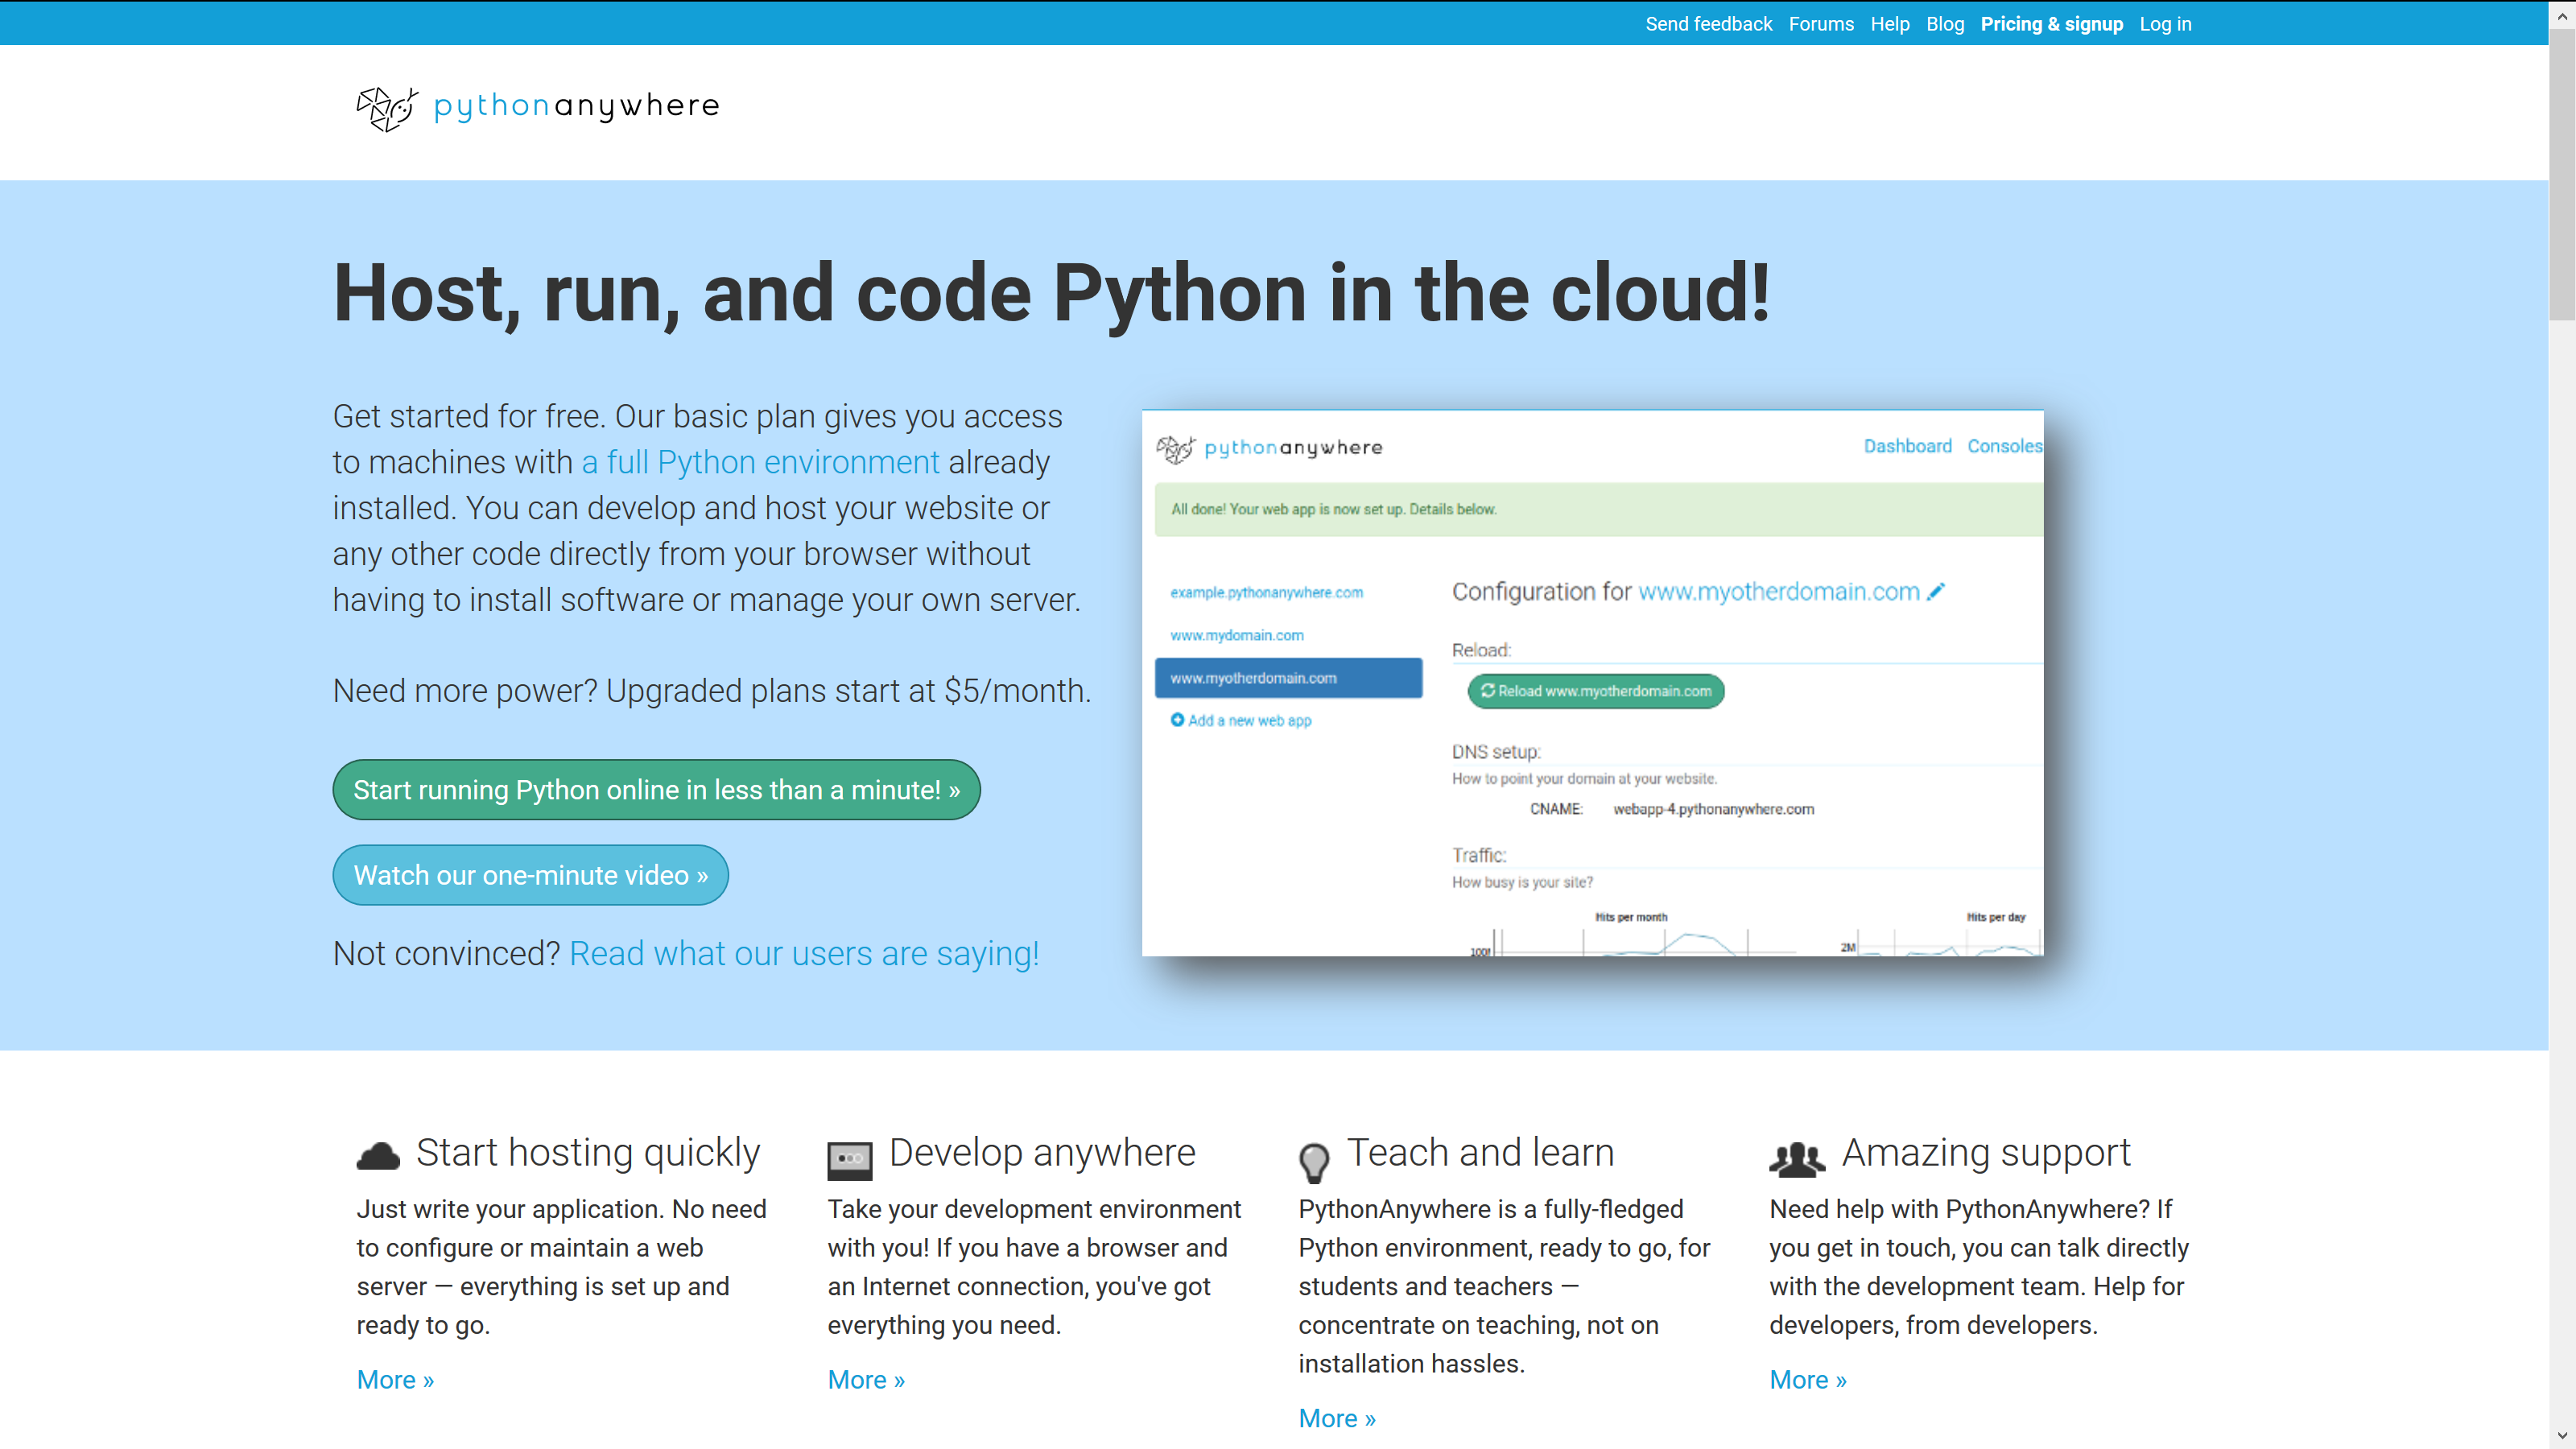 Send feedback Forums Help Blog Pricing & signup Log in
pythonanywhere
Host, run, and code Python in the cloud!
Get started for free. Our basic plan gives you access
to machines with a full Python environment already
installed. You can develop and host your website or
any other code directly from your browser without
having to install software or manage your own server.
Need more power? Upgraded plans start at $5/month.
Start running Python online in less than a minute! »
Watch our one-minute video »
Not convinced? Read what our users are saying!
pythonanywhere
Dashboard Consoles
All done! Your web app is now set up. Details below.
example.pythonanywhere.com
www.mydomain.com
www.myotherdomain.com
Add a new web app
Configuration for www.myotherdomain.com
Reload:
Reload www.myotherdomain.com
DNS setup:
How to point your domain at your website.
CNAME: webapp-4.pythonanywhere.com
Traffic:
How busy is your site?
Hits per month
Hits per day
2M
Start hosting quickly
Just write your application. No need
to configure or maintain a web
server — everything is set up and
ready to go.
More »
Develop anywhere
Take your development environment
with you! If you have a browser and
an Internet connection, you've got
everything you need.
More »
Teach and learn
PythonAnywhere is a fully-fledged
Python environment, ready to go, for
students and teachers —
concentrate on teaching, not on
installation hassles.
More »
Amazing support
Need help with PythonAnywhere? If
you get in touch, you can talk directly
with the development team. Help for
developers, from developers.
More »